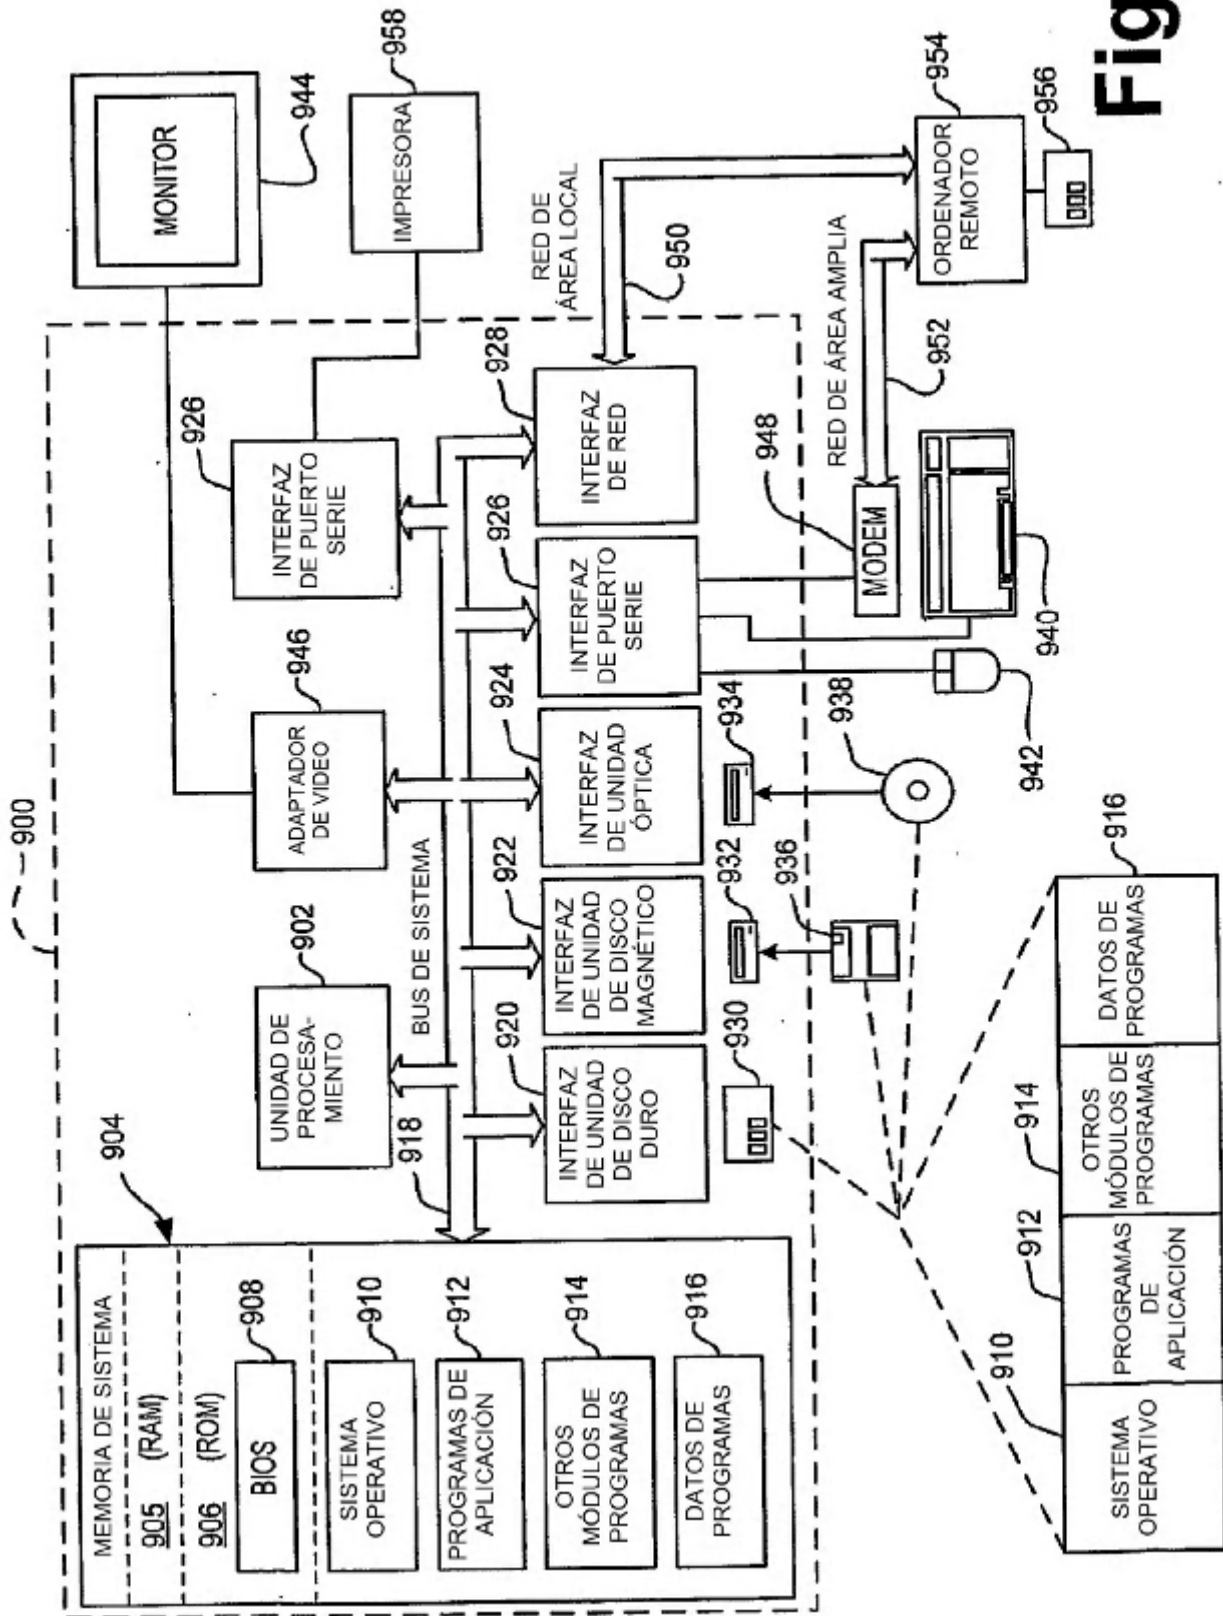 900
MEMORIA DE SISTEMA
904
905 (RAM)
906 (ROM)
BIOS
908
SISTEMA
OPERATIVO
910
PROGRAMAS DE
APLICACIÓN
912
OTROS
MÓDULOS DE
PROGRAMAS
914
DATOS DE
PROGRAMAS
916
UNIDAD DE
PROCESA-
MIENTO
902
ADAPTADOR
DE VIDEO
946
INTERFAZ
DE PUERTO
SERIE
926
MONITOR
944
IMPRESORA
958
918
BUS DE SISTEMA
INTERFAZ
DE UNIDAD
DE DISCO
DURO
920
INTERFAZ
DE UNIDAD
DE DISCO
MAGNÉTICO
922
INTERFAZ
DE UNIDAD
ÓPTICA
924
INTERFAZ
DE PUERTO
SERIE
926
INTERFAZ
DE RED
928
RED DE
ÁREA LOCAL
950
930
932
934
936
938
942
940
MODEM
948
RED DE ÁREA AMPLIA
952
ORDENADOR
REMOTO
954
956
SISTEMA
OPERATIVO
910
PROGRAMAS
DE
APLICACIÓN
912
OTROS
MÓDULOS DE
PROGRAMAS
914
DATOS DE
PROGRAMAS
916
Fig